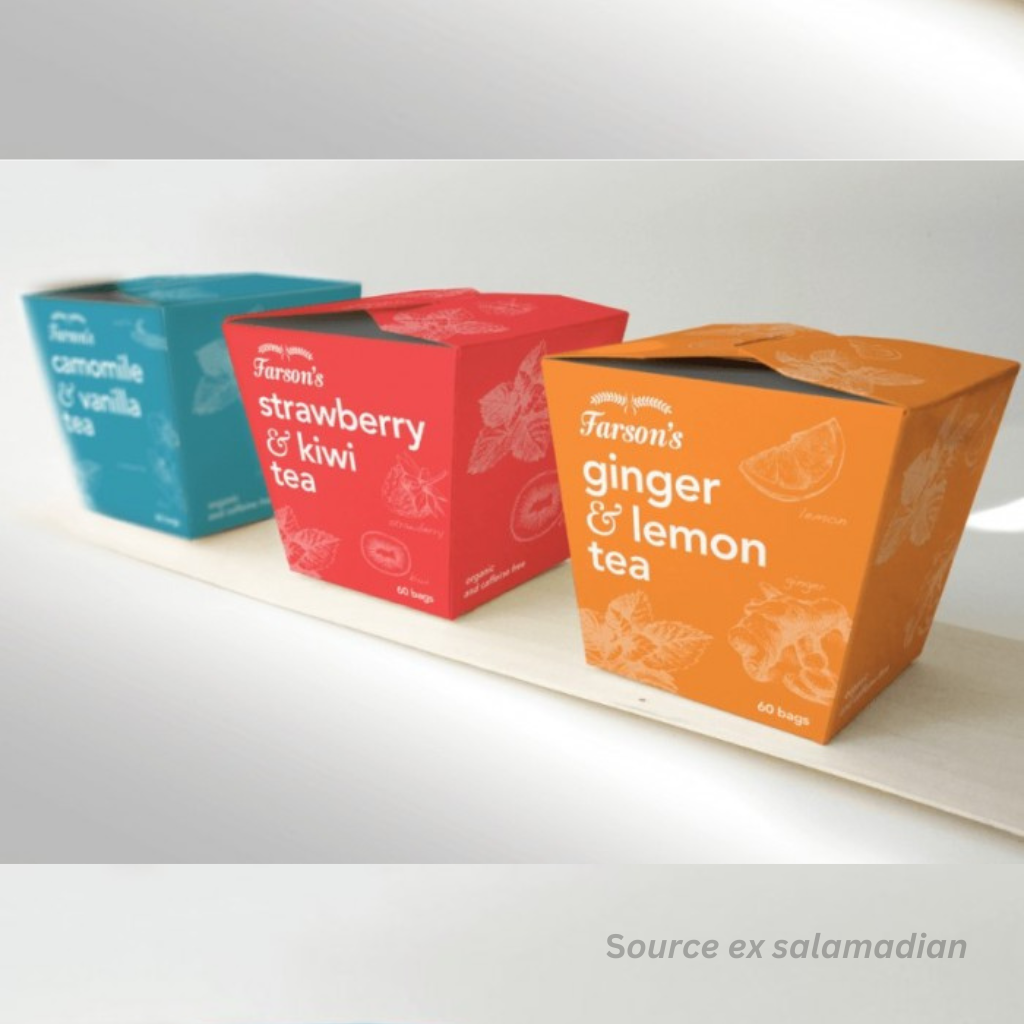 Farson's
camomile
& vanilla
tea
Farson's
strawberry
& kiwi
tea
strawberry
kiwi
60 bags
organic
and caffeine free
Farson's
ginger
& lemon
tea
lemon
ginger
60 bags
Source ex salamadian